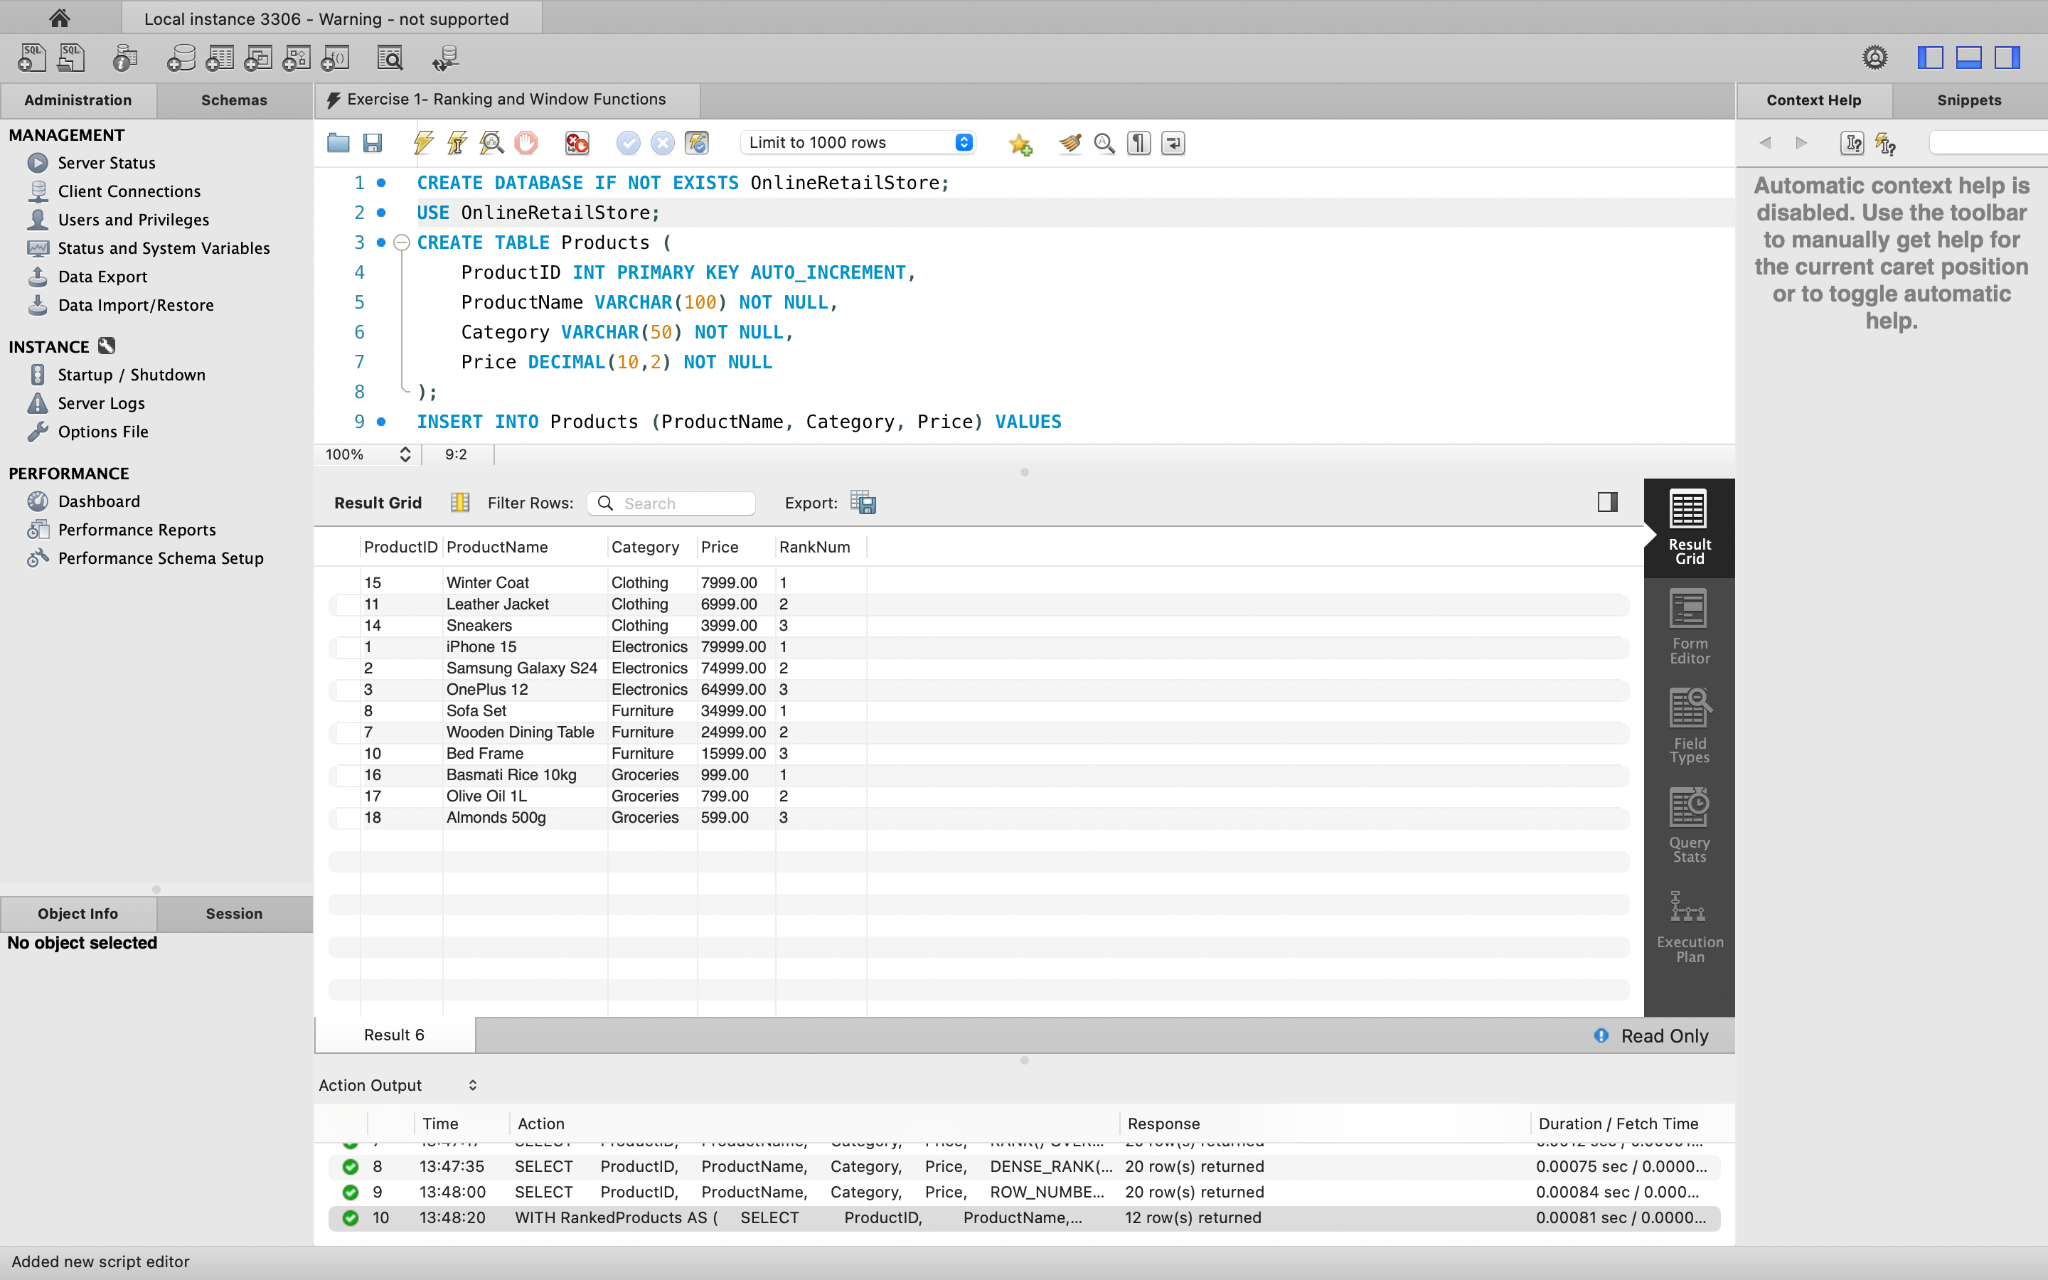 Local instance 3306 - Warning - not supported
Administration Schemas
Exercise 1- Ranking and Window Functions
Context Help Snippets
MANAGEMENT
Server Status
Client Connections
Users and Privileges
Status and System Variables
Data Export
Data Import/Restore
INSTANCE
Startup / Shutdown
Server Logs
Options File
PERFORMANCE
Dashboard
Performance Reports
Performance Schema Setup
Object Info Session
No object selected
Limit to 1000 rows
1 CREATE DATABASE IF NOT EXISTS OnlineRetailStore;
2 USE OnlineRetailStore;
3 CREATE TABLE Products (
4 ProductID INT PRIMARY KEY AUTO_INCREMENT,
5 ProductName VARCHAR(100) NOT NULL,
6 Category VARCHAR(50) NOT NULL,
7 Price DECIMAL(10,2) NOT NULL
8 );
9 INSERT INTO Products (ProductName, Category, Price) VALUES
100% 9:2
Result Grid Filter Rows: Search Export:
ProductID ProductName Category Price RankNum
15 Winter Coat Clothing 7999.00 1
11 Leather Jacket Clothing 6999.00 2
14 Sneakers Clothing 3999.00 3
1 iPhone 15 Electronics 79999.00 1
2 Samsung Galaxy S24 Electronics 74999.00 2
3 OnePlus 12 Electronics 64999.00 3
8 Sofa Set Furniture 34999.00 1
7 Wooden Dining Table Furniture 24999.00 2
10 Bed Frame Furniture 15999.00 3
16 Basmati Rice 10kg Groceries 999.00 1
17 Olive Oil 1L Groceries 799.00 2
18 Almonds 500g Groceries 599.00 3
Result
Grid
Form
Editor
Field
Types
Query
Stats
Execution
Plan
Result 6 Read Only
Action Output
Time Action Response Duration / Fetch Time
8 13:47:35 SELECT ProductID, ProductName, Category, Price, DENSE_RANK(... 20 row(s) returned 0.00075 sec / 0.0000...
9 13:48:00 SELECT ProductID, ProductName, Category, Price, ROW_NUMBE... 20 row(s) returned 0.00084 sec / 0.000...
10 13:48:20 WITH RankedProducts AS ( SELECT ProductID, ProductName,... 12 row(s) returned 0.00081 sec / 0.0000...
Automatic context help is
disabled. Use the toolbar
to manually get help for
the current caret position
or to toggle automatic
help.
Added new script editor